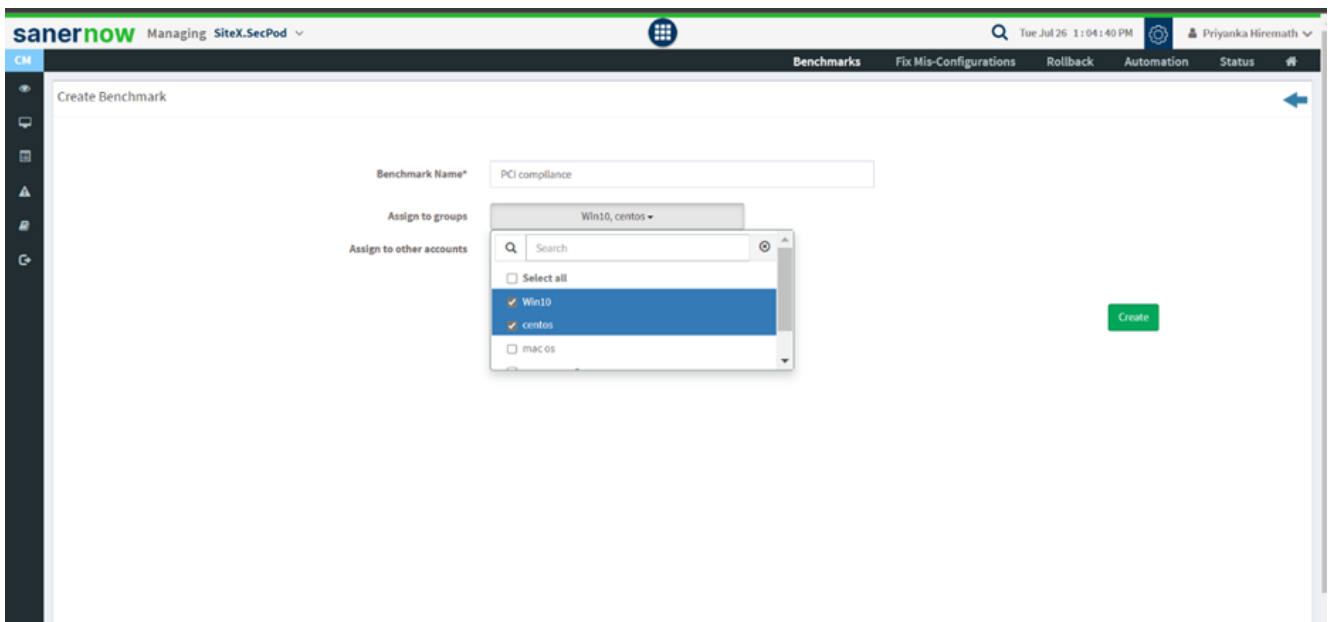 sanernow Managing SiteX.SecPod Tue Jul 26 1:04:40 PM Priyanka Hiremath
CM Benchmarks Fix Mis-Configurations Rollback Automation Status
Create Benchmark
Benchmark Name* PCI compliance
Assign to groups Win10, centos
Assign to other accounts Search
Select all
Win10
centos
Create
mac os